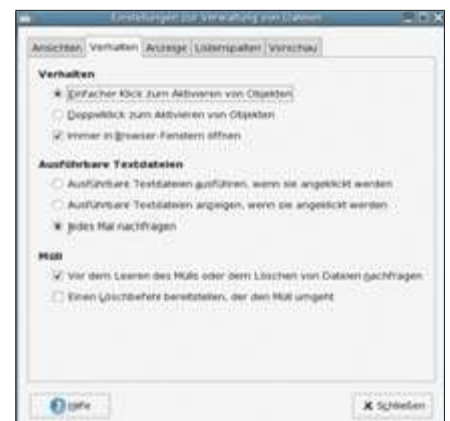 Einstellungen zur Verwaltung von Dateien
Ansichten Verhalten Anzeige Listenspalten Vorschau
Verhalten
Einfacher Klick zum Aktivieren von Objekten
Doppelklick zum Aktivieren von Objekten
Immer in Browser-Fenstern öffnen
Ausführbare Textdateien
Ausführbare Textdateien ausführen, wenn sie angeklickt werden
Ausführbare Textdateien anzeigen, wenn sie angeklickt werden
Jedes Mal nachfragen
Müll
Vor dem Leeren des Mülls oder dem Löschen von Dateien nachfragen
Einen Löschbefehl bereitstellen, der den Müll umgeht
Hilfe
Schließen